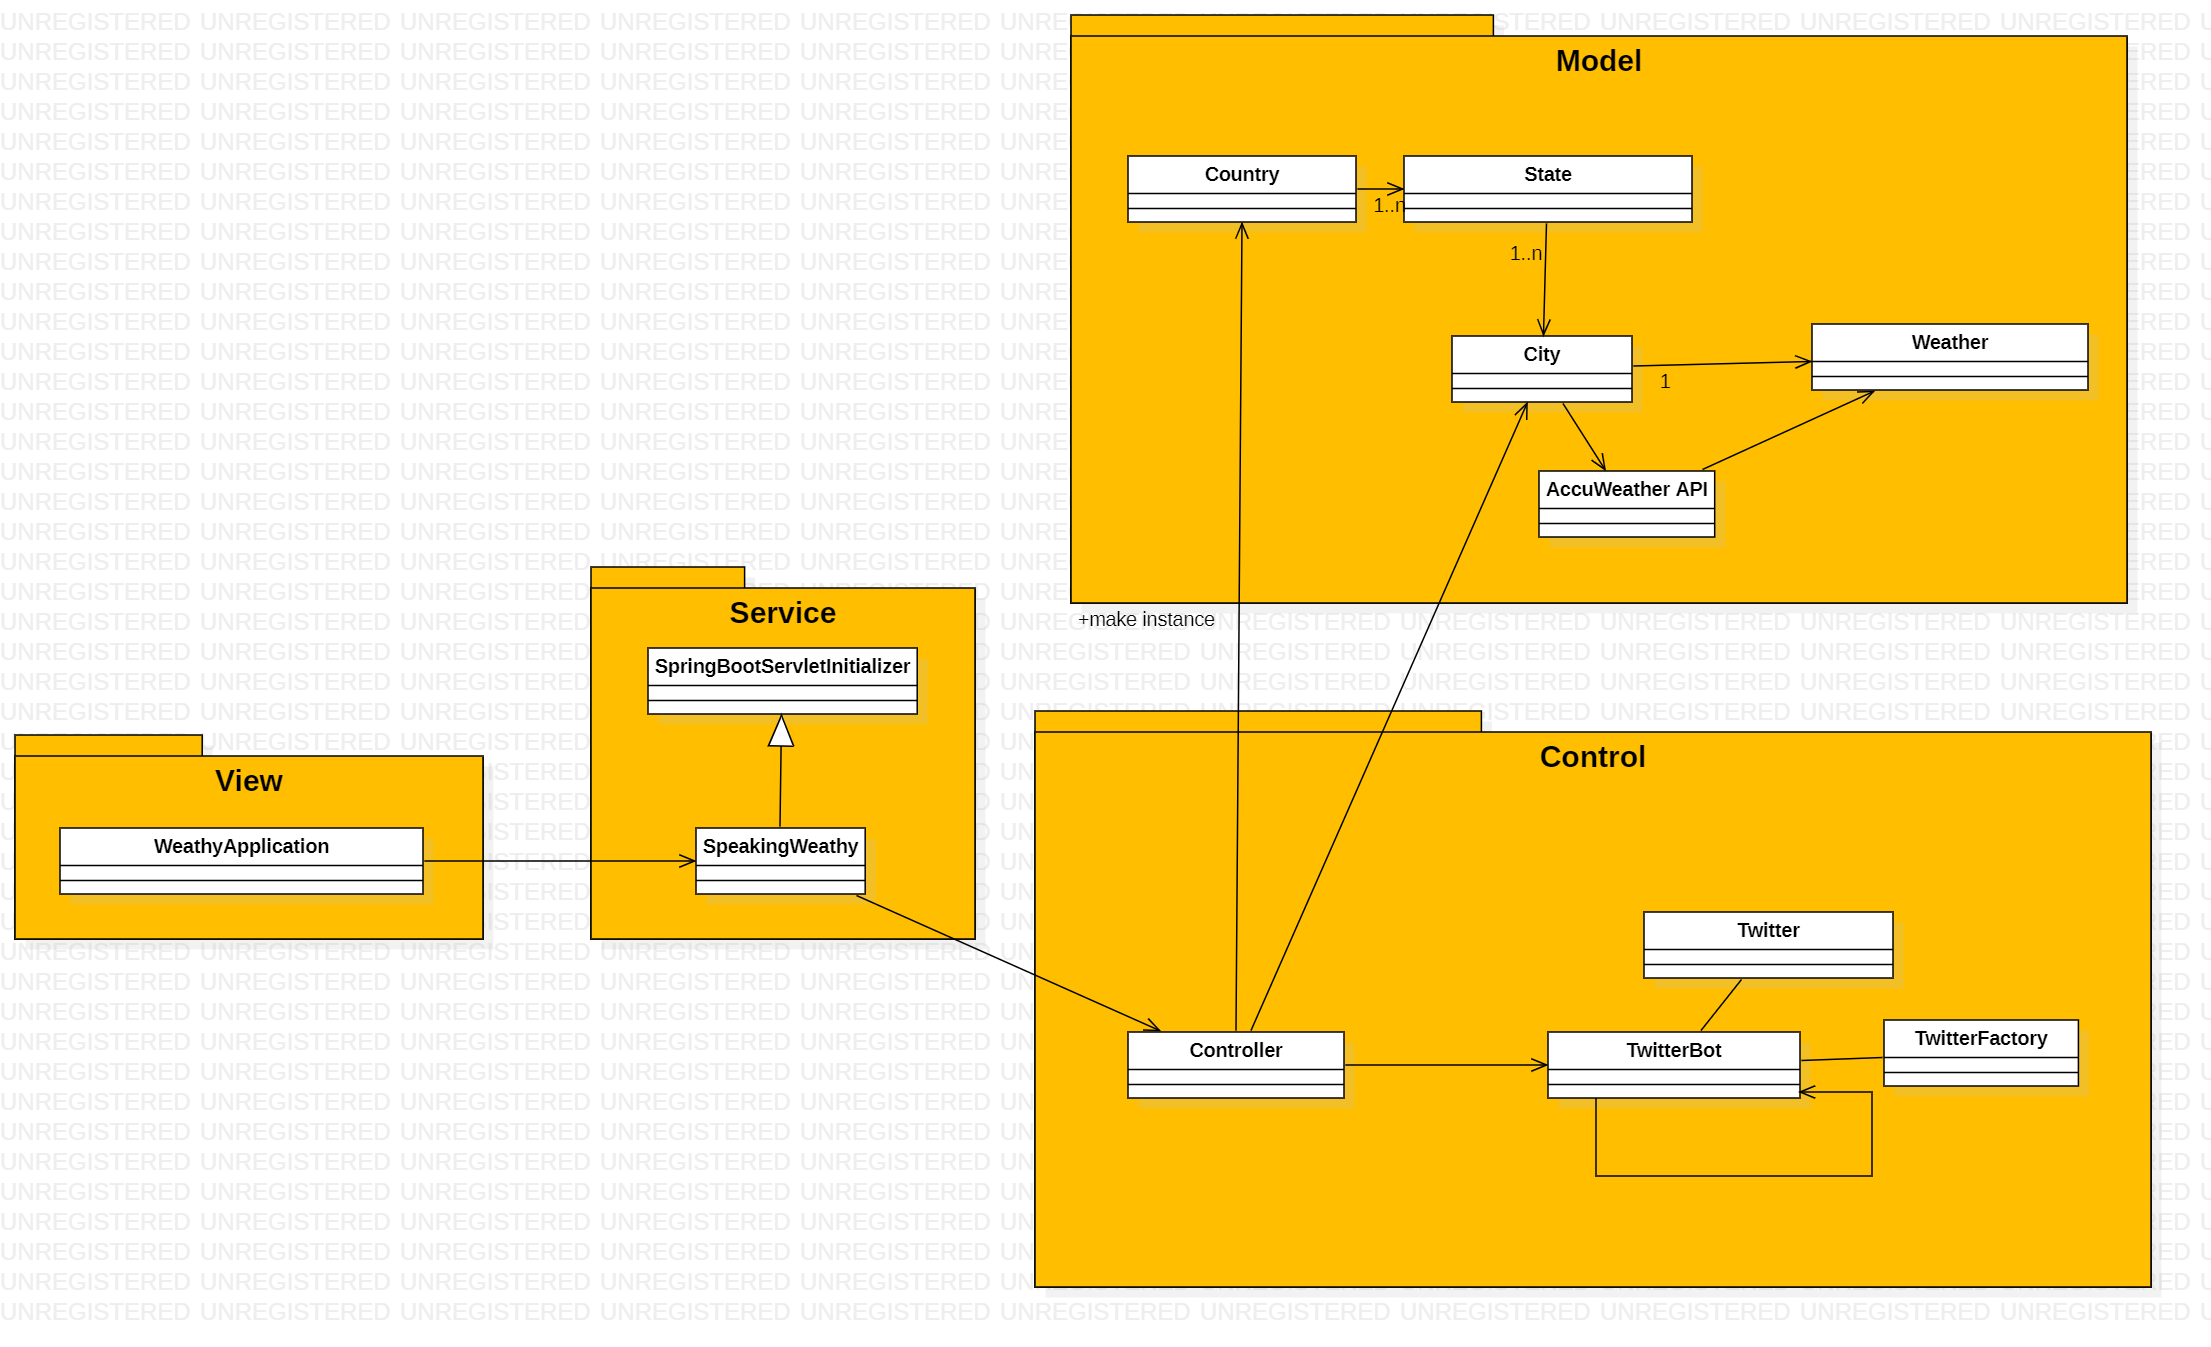 Model
Country
State
1..n
1..n
City
Weather
1
AccuWeather API
+make instance
Service
SpringBootServletInitializer
SpeakingWeathy
View
WeathyApplication
Control
Twitter
Controller
TwitterBot
TwitterFactory
UNREGISTERED